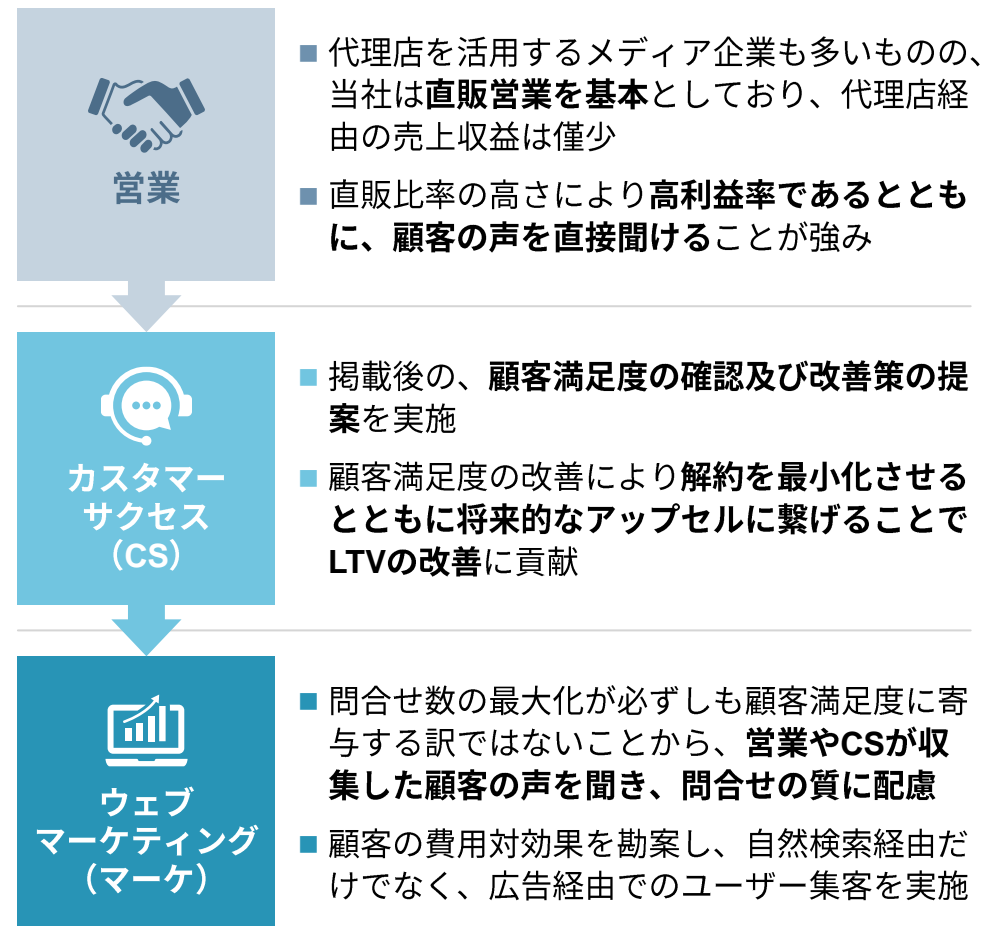 営業
■ 代理店を活用するメディア企業も多いものの、
当社は直販営業を基本としており、代理店経
由の売上収益は僅少
■ 直販比率の高さにより高利益率であるととも
に、顧客の声を直接聞けることが強み
カスタマー
サクセス
（CS）
■ 掲載後の、顧客満足度の確認及び改善策の提
案を実施
■ 顧客満足度の改善により解約を最小化させる
とともに将来的なアップセルに繋げることで
LTVの改善に貢献
ウェブ
マーケティング
（マーケ）
■ 問合せ数の最大化が必ずしも顧客満足度に寄
与する訳ではないことから、営業やCSが収
集した顧客の声を聞き、問合せの質に配慮
■ 顧客の費用対効果を勘案し、自然検索経由だ
けでなく、広告経由でのユーザー集客を実施